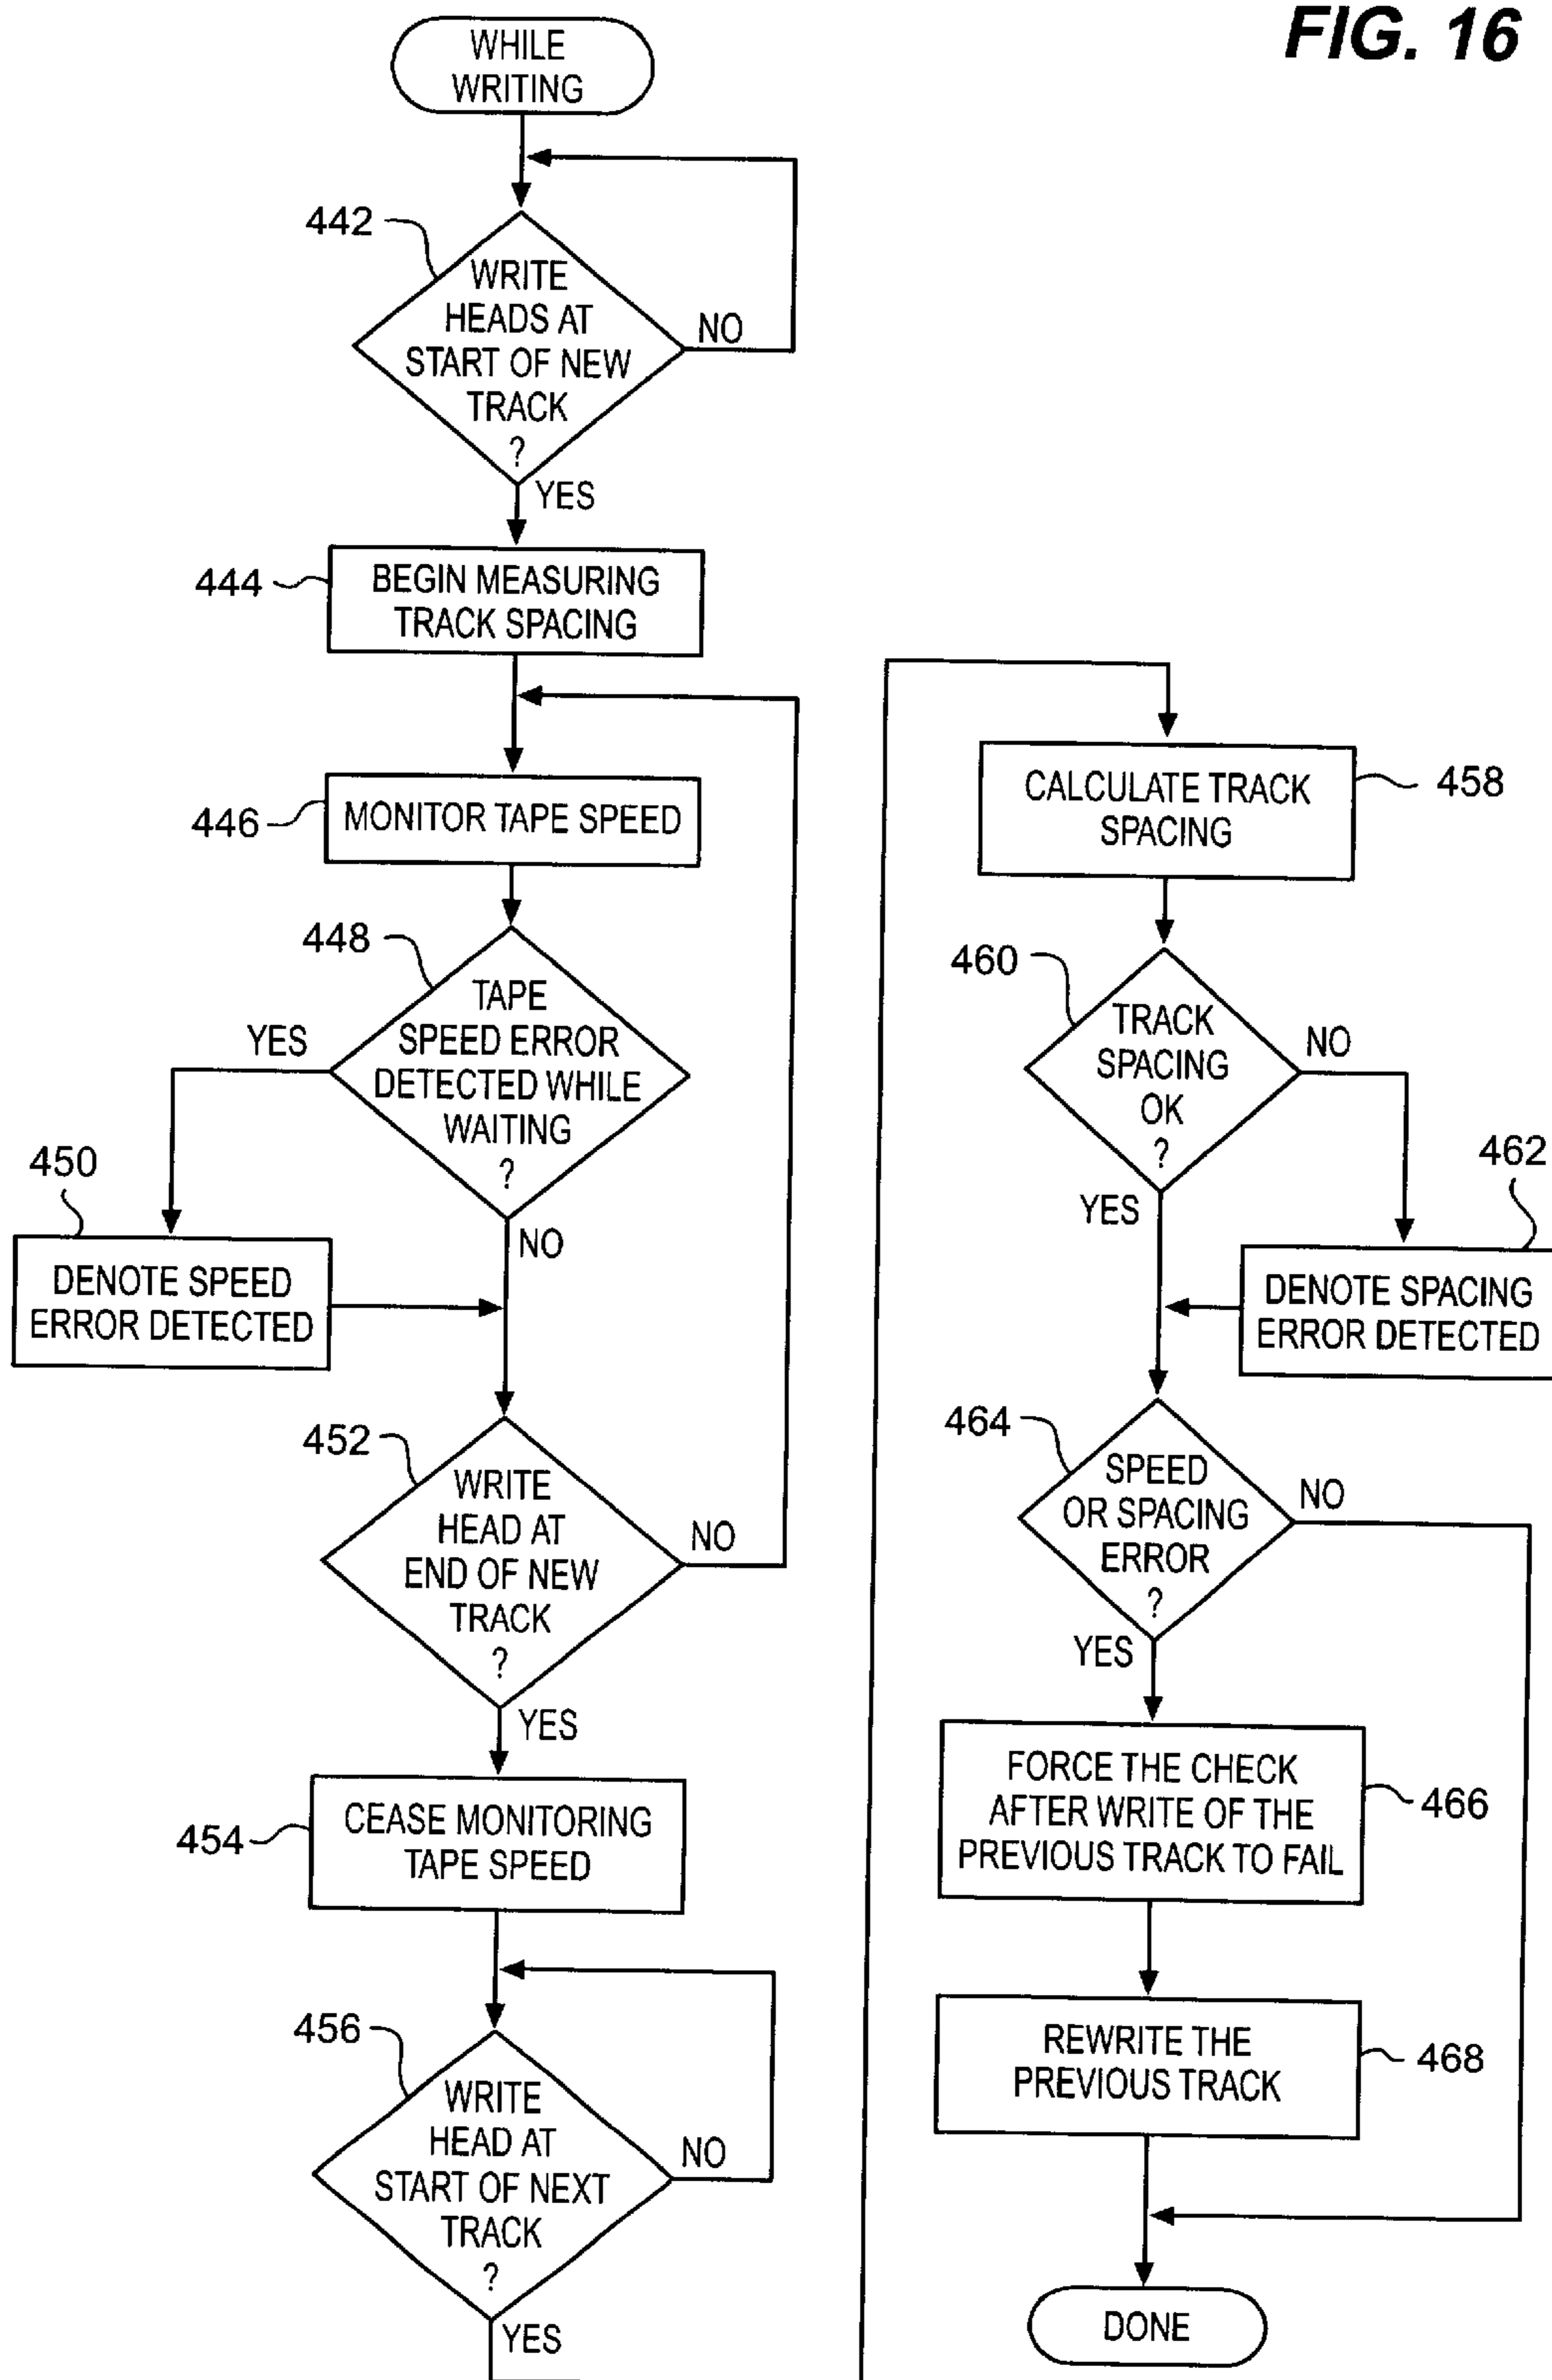 FIG. 16
WHILE
WRITING
442
WRITE
HEADS AT
START OF NEW
TRACK
?
NO
YES
444
BEGIN MEASURING
TRACK SPACING
446
MONITOR TAPE SPEED
448
TAPE
SPEED ERROR
DETECTED WHILE
WAITING
?
YES
NO
450
DENOTE SPEED
ERROR DETECTED
452
WRITE
HEAD AT
END OF NEW
TRACK
?
NO
YES
454
CEASE MONITORING
TAPE SPEED
456
WRITE
HEAD AT
START OF NEXT
TRACK
?
NO
YES
CALCULATE TRACK
SPACING
458
460
TRACK
SPACING
OK
?
NO
YES
462
DENOTE SPACING
ERROR DETECTED
464
SPEED
OR SPACING
ERROR
?
NO
YES
FORCE THE CHECK
AFTER WRITE OF THE
PREVIOUS TRACK TO FAIL
466
REWRITE THE
PREVIOUS TRACK
468
DONE